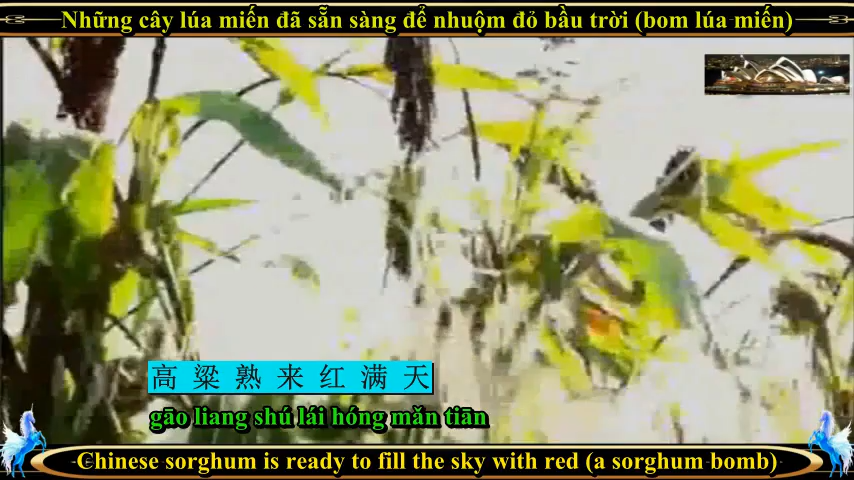 Những cây lúa miến đã sẵn sàng để nhuộm đỏ bầu trời (bom lúa miến)
高粱熟来红满天
gāo liang shú lái hóng mǎn tiān
Chinese sorghum is ready to fill the sky with red (a sorghum bomb)